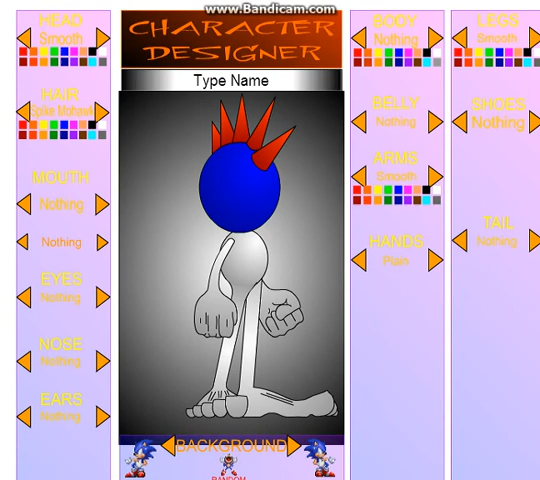 www.Bandicam.com
CHARACTER
DESIGNER
Type Name
HEAD
Smooth
HAIR
Spike Mohawk
MOUTH
Nothing
Nothing
EYES
Nothing
NOSE
Nothing
EARS
Nothing
BACKGROUND
RANDOM
BODY
Nothing
BELLY
Nothing
ARMS
Smooth
HANDS
Plain
LEGS
Smooth
SHOES
Nothing
TAIL
Nothing